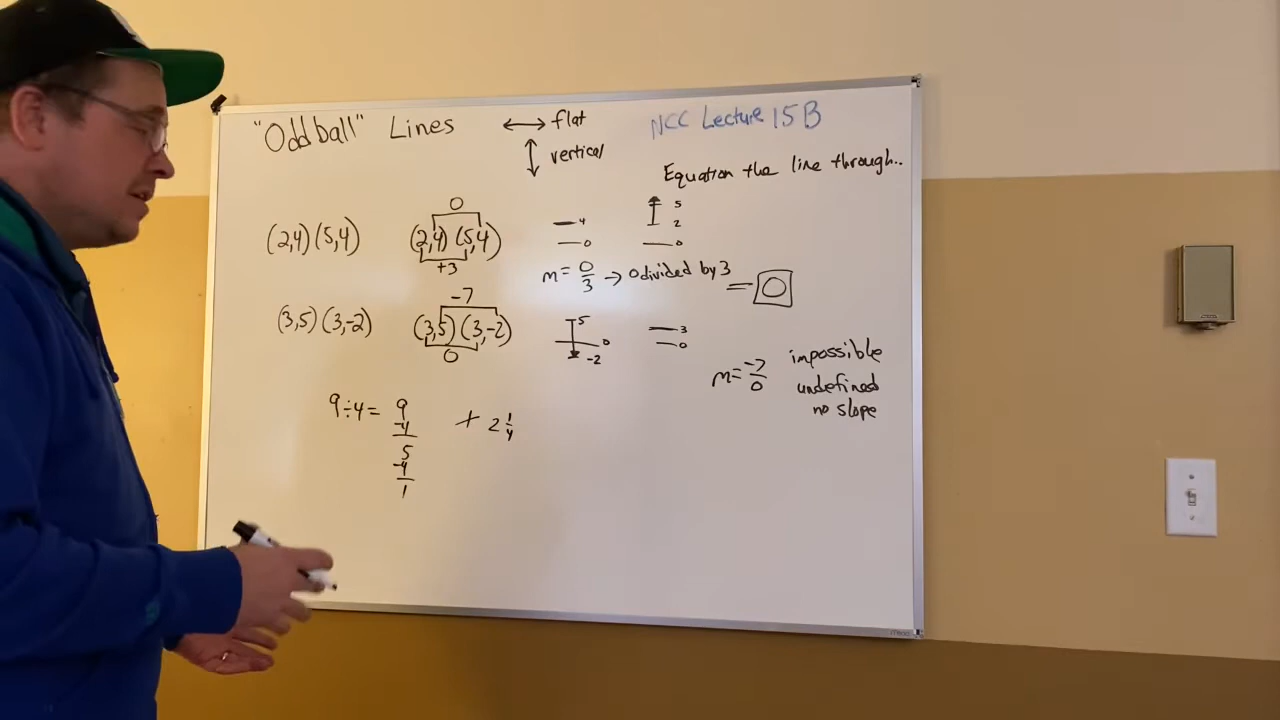 "Oddball" Lines
flat
vertical
NCC Lecture 15B
Equation the line through..
(2,4) (5,4)
0
(2,4) (5,4)
+3
4
0
5
2
0
m = 0/3 → 0 divided by 3 = 0
(3,5) (3,-2)
-7
(3,5) (3,-2)
0
5
0
-2
3
0
m = -7/0
impossible
undefined
no slope
9÷4=
9
-4
5
-4
1
+ 2 1/4